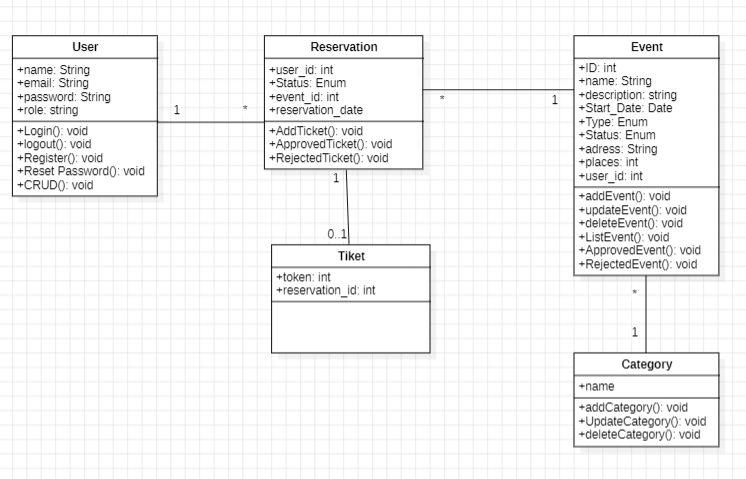 User
+name: String
+email: String
+password: String
+role: string
+Login(): void
+logout(): void
+Register(): void
+Reset Password(): void
+CRUD(): void
1
*
Reservation
+user_id: int
+Status: Enum
+event_id: int
+reservation_date
+AddTicket(): void
+ApprovedTicket(): void
+RejectedTicket(): void
*
1
1
0..1
Tiket
+token: int
+reservation_id: int
Event
+ID: int
+name: String
+description: string
+Start_Date: Date
+Type: Enum
+Status: Enum
+adress: String
+places: int
+user_id: int
+addEvent(): void
+updateEvent(): void
+deleteEvent(): void
+ListEvent(): void
+ApprovedEvent(): void
+RejectedEvent(): void
*
1
Category
+name
+addCategory(): void
+UpdateCategory(): void
+deleteCategory(): void